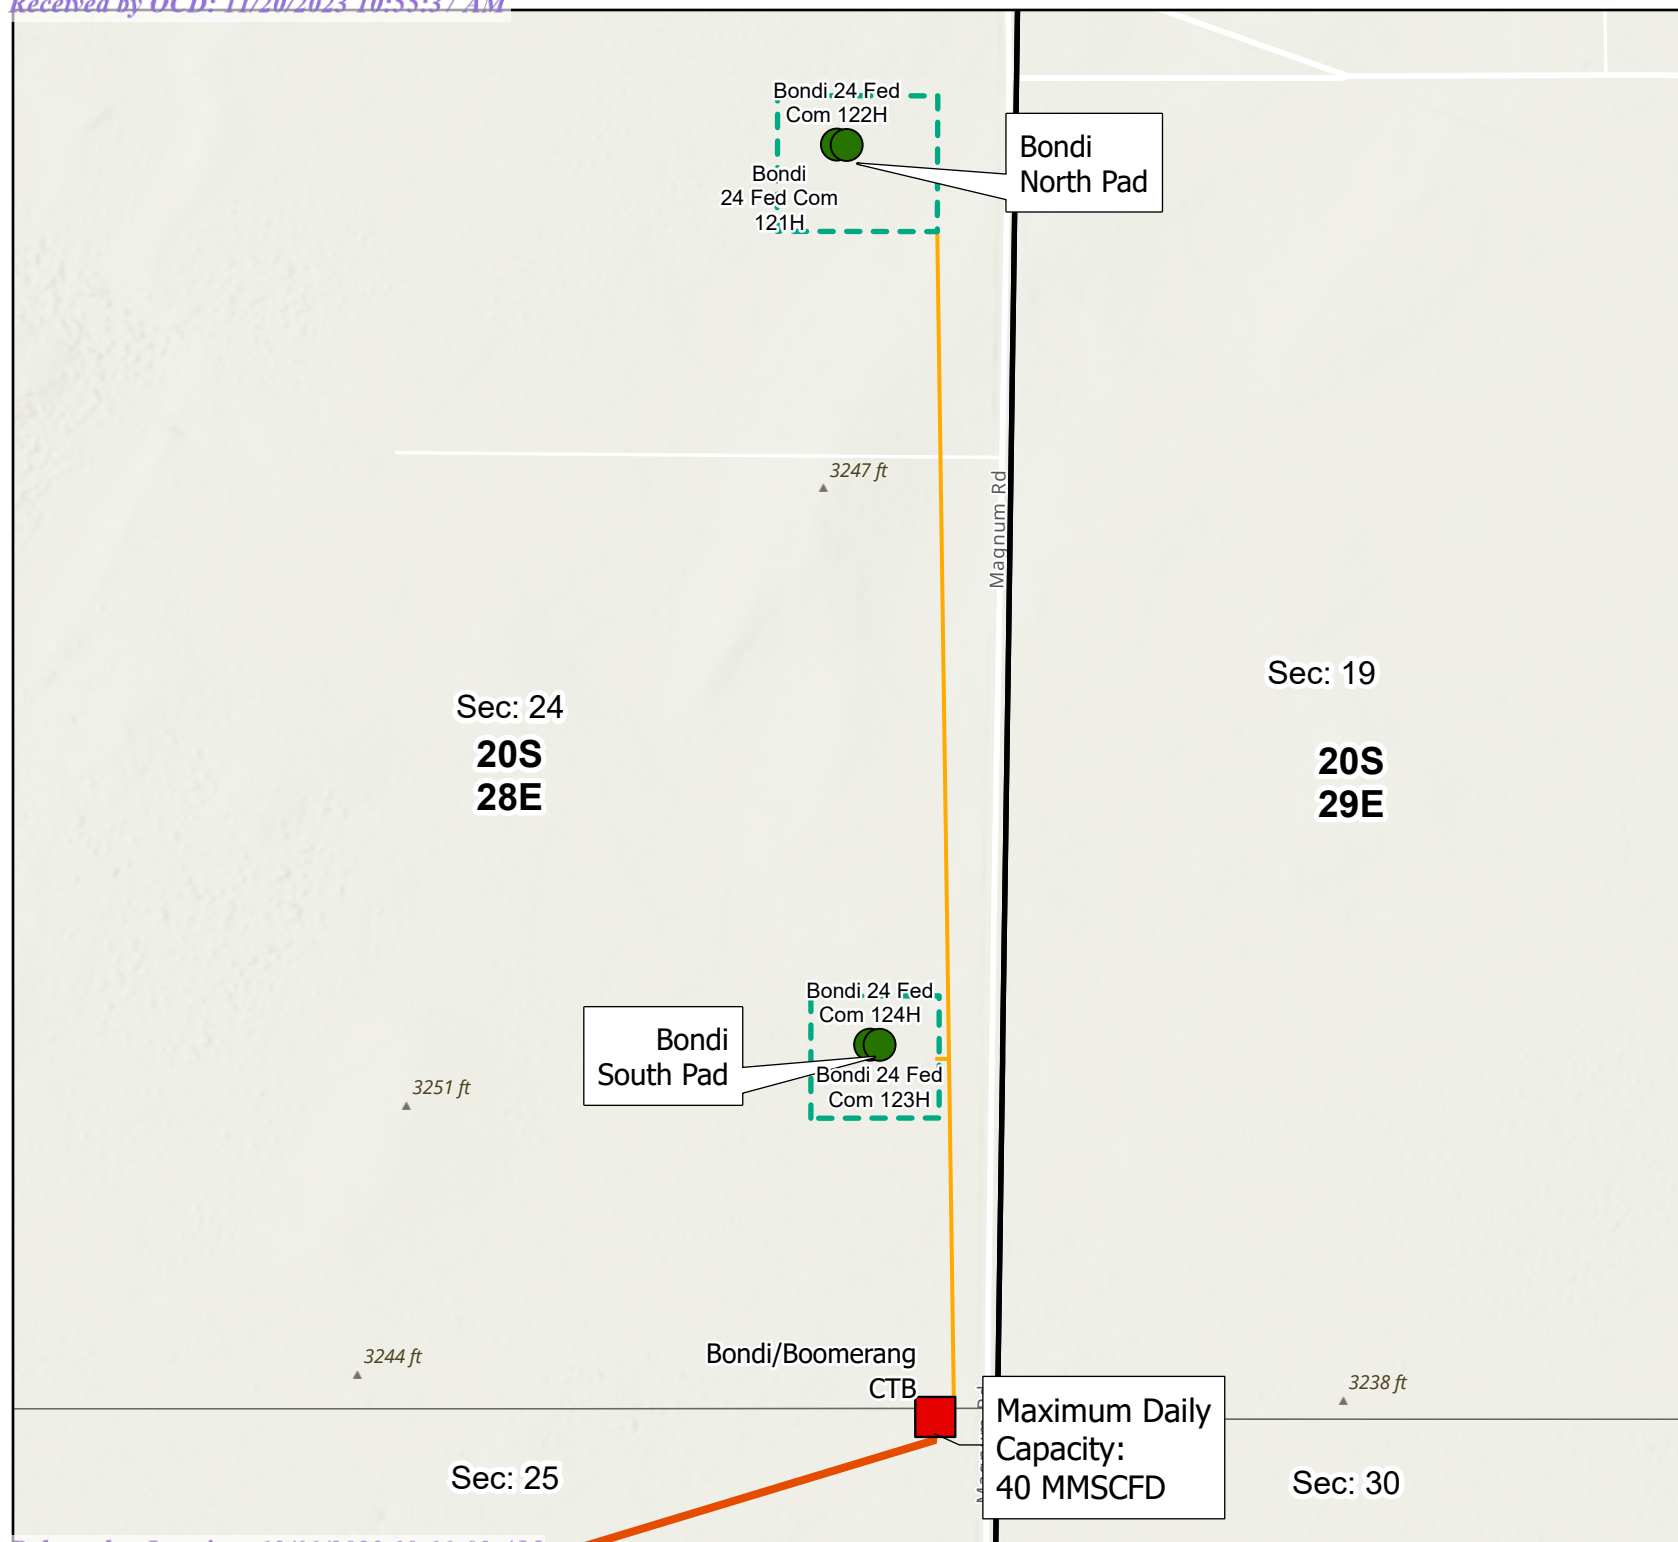 Received by OCD: 11/20/2023 10:55:37 AM
Bondi 24 Fed
Com 122H
Bondi
North Pad
Bondi
24 Fed Com
121H
3247 ft
Magnum Rd
Sec: 24
20S
28E
Sec: 19
20S
29E
Bondi 24 Fed
Com 124H
Bondi
South Pad
Bondi 24 Fed
Com 123H
3251 ft
3244 ft
Bondi/Boomerang
CTB
3238 ft
Maximum Daily
Capacity:
40 MMSCFD
Sec: 25
Sec: 30